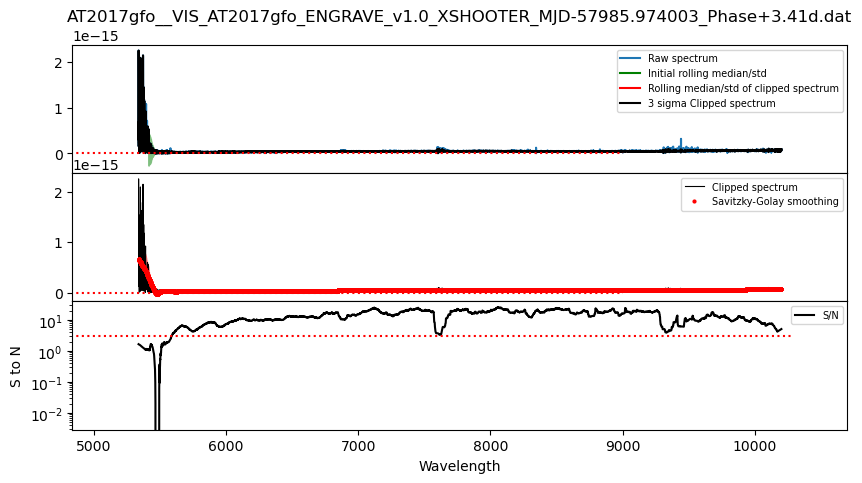 AT2017gfo__VIS_AT2017gfo_ENGRAVE_v1.0_XSHOOTER_MJD-57985.974003_Phase+3.41d.dat
1e−15
2
1
0
Raw spectrum
Initial rolling median/std
Rolling median/std of clipped spectrum
3 sigma Clipped spectrum
1e−15
2
1
0
Clipped spectrum
Savitzky-Golay smoothing
S to N
10¹
10⁰
10⁻¹
10⁻²
S/N
5000 6000 7000 8000 9000 10000
Wavelength